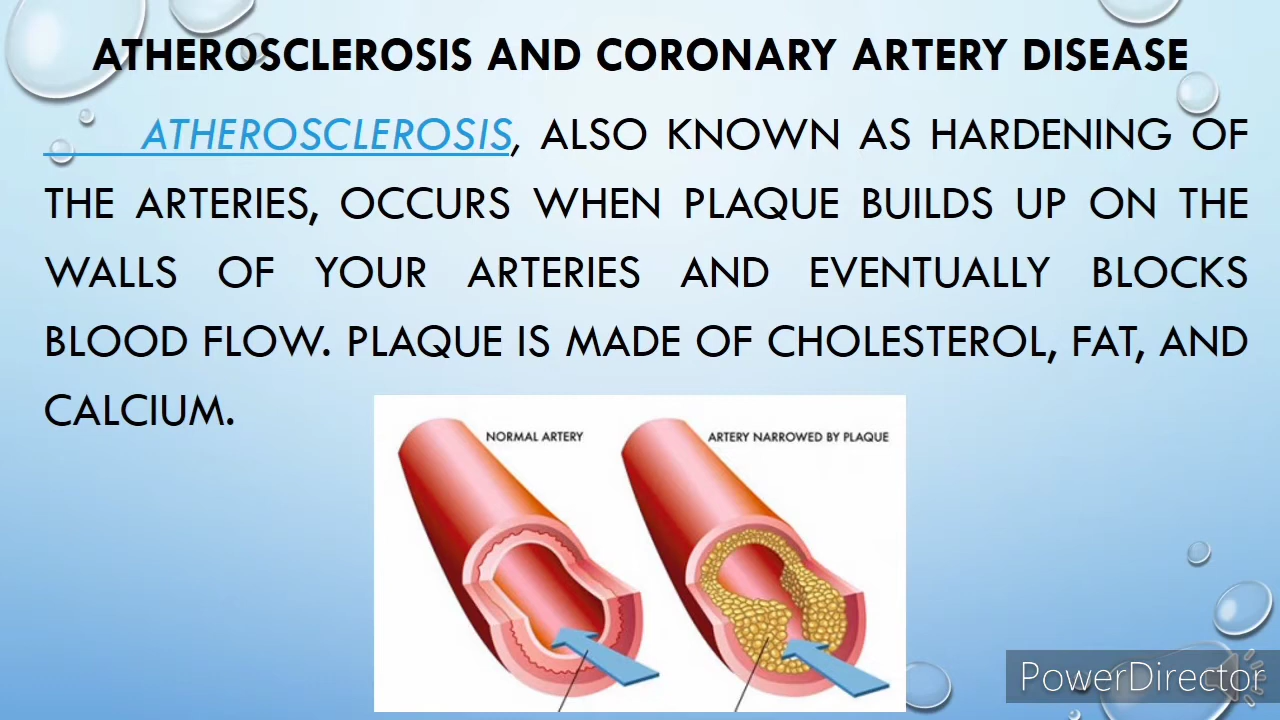 ATHEROSCLEROSIS AND CORONARY ARTERY DISEASE
ATHEROSCLEROSIS, ALSO KNOWN AS HARDENING OF
THE ARTERIES, OCCURS WHEN PLAQUE BUILDS UP ON THE
WALLS OF YOUR ARTERIES AND EVENTUALLY BLOCKS
BLOOD FLOW. PLAQUE IS MADE OF CHOLESTEROL, FAT, AND
CALCIUM.
NORMAL ARTERY
ARTERY NARROWED BY PLAQUE
PowerDirector